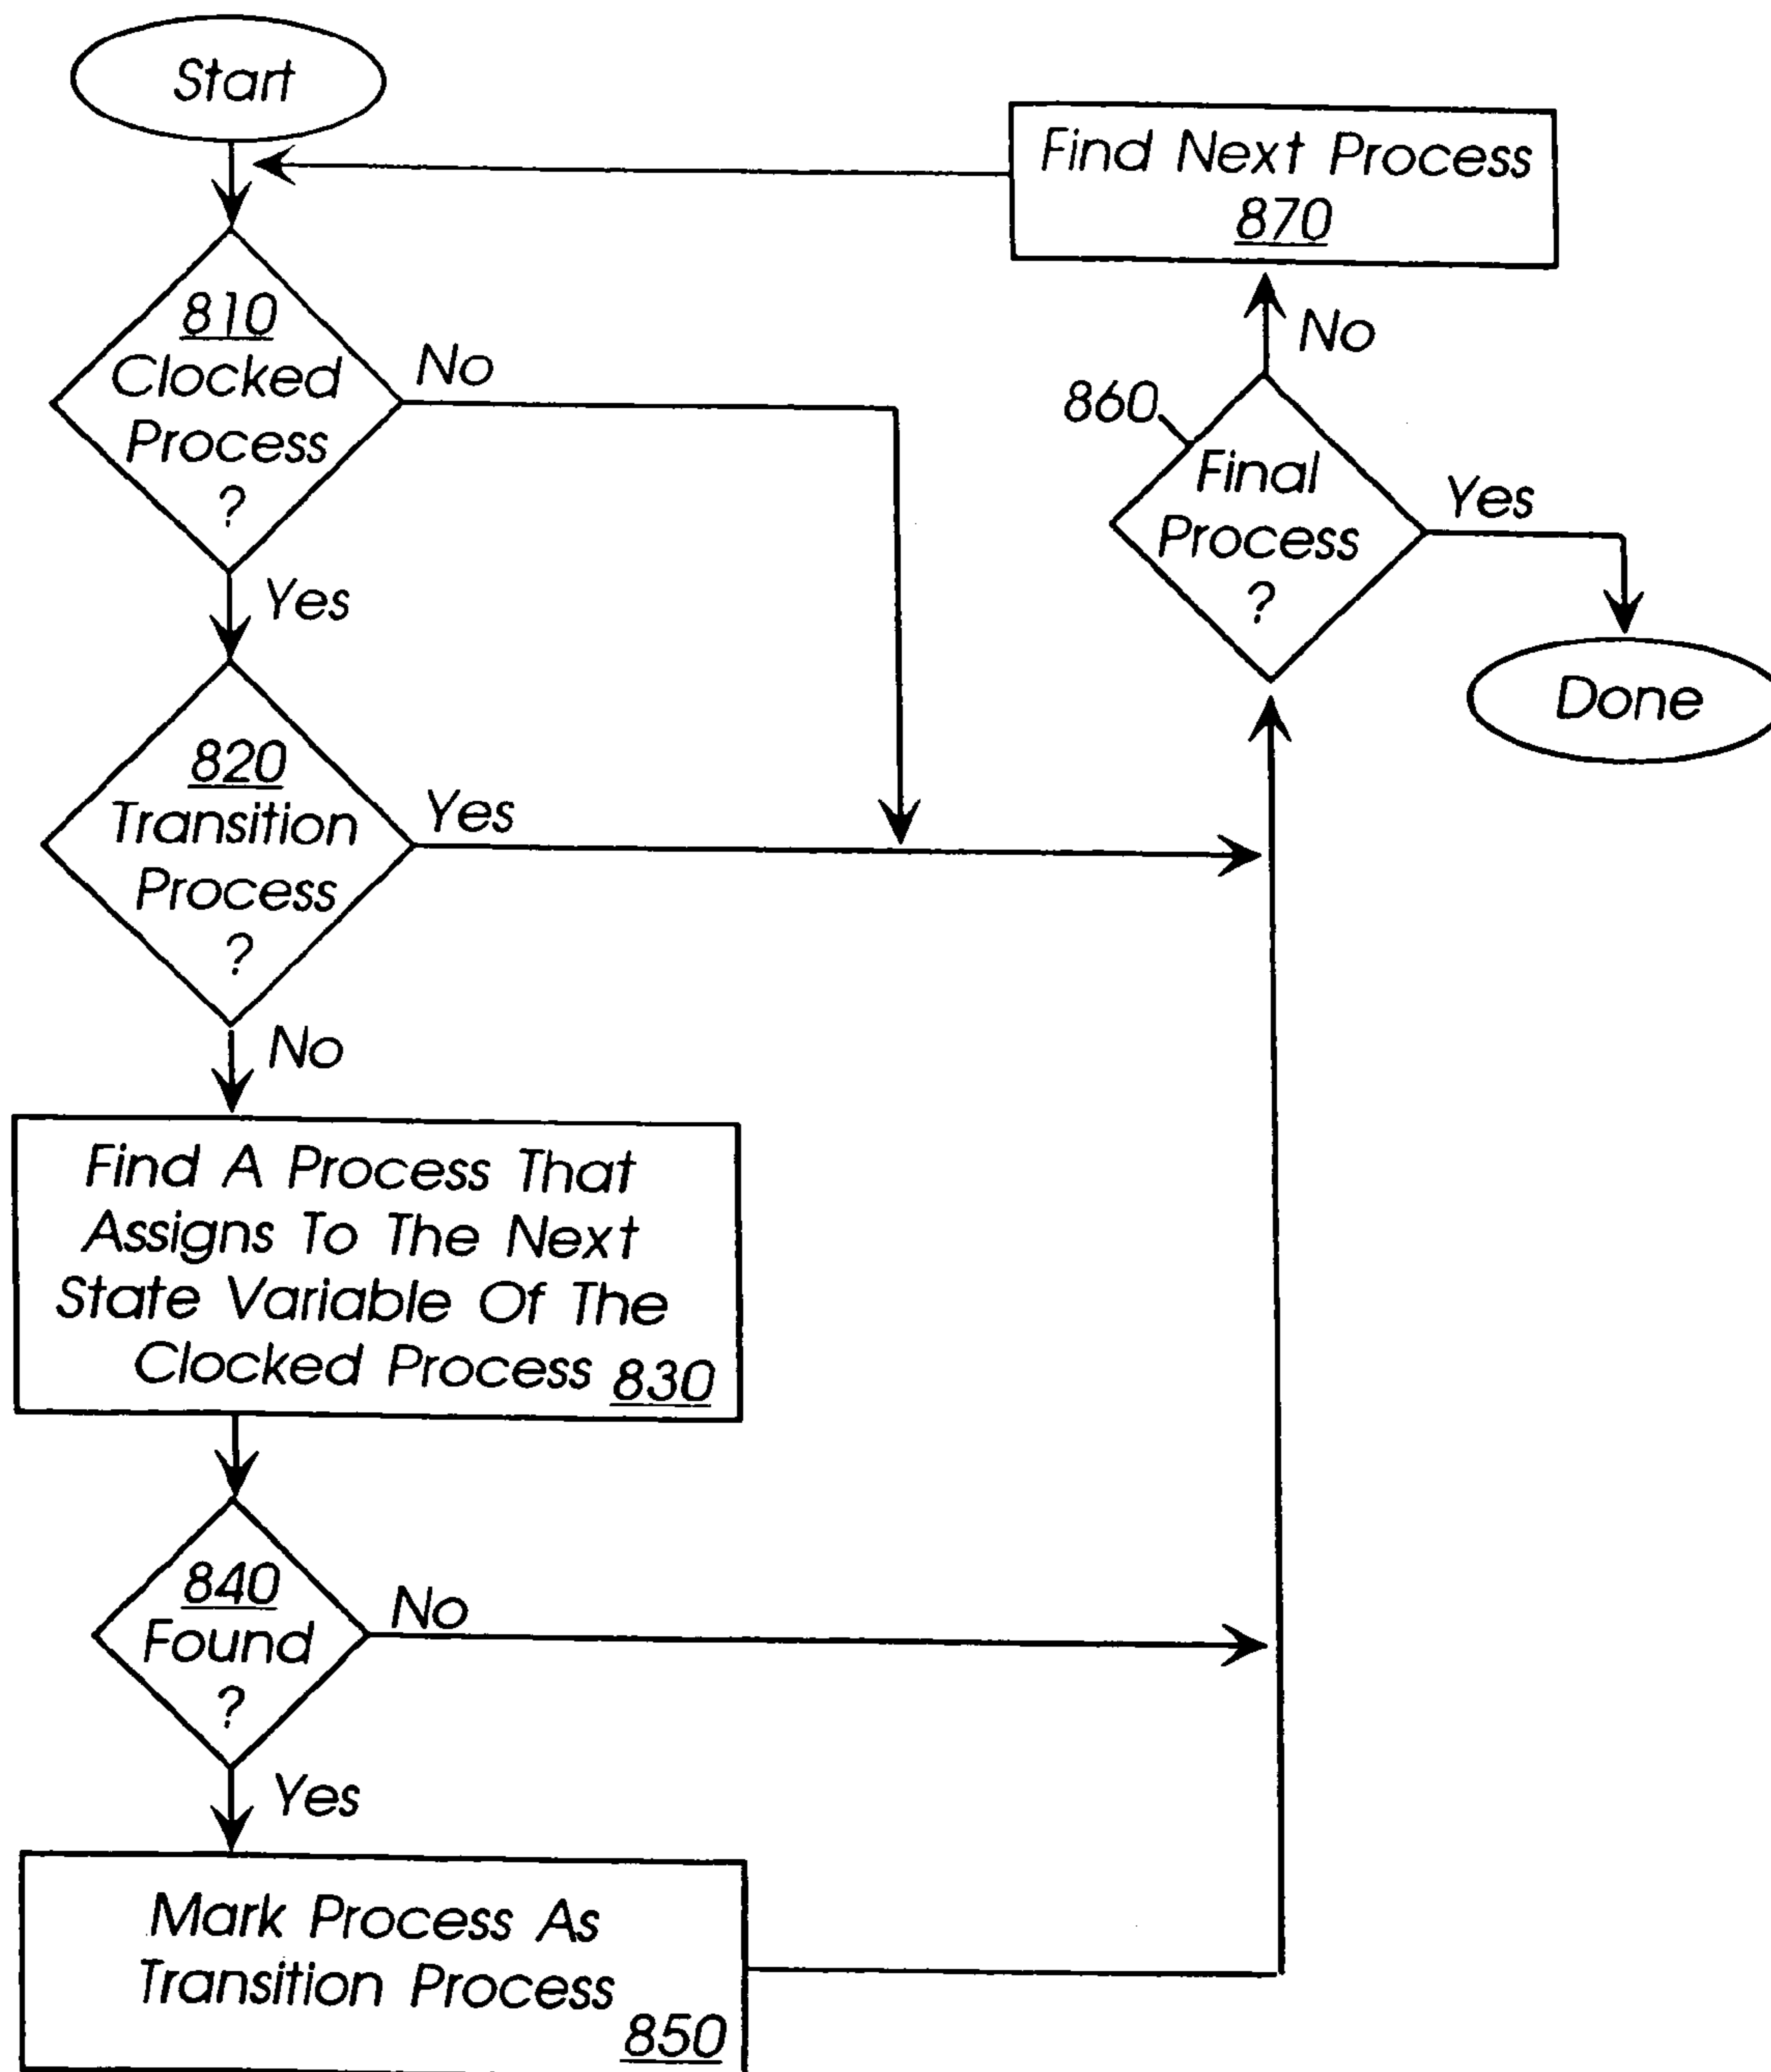 Start
Find Next Process
870
810
Clocked
Process
?
No
Yes
860
Final
Process
?
No
Yes
Done
820
Transition
Process
?
Yes
No
Find A Process That
Assigns To The Next
State Variable Of The
Clocked Process 830
840
Found
?
No
Yes
Mark Process As
Transition Process
850